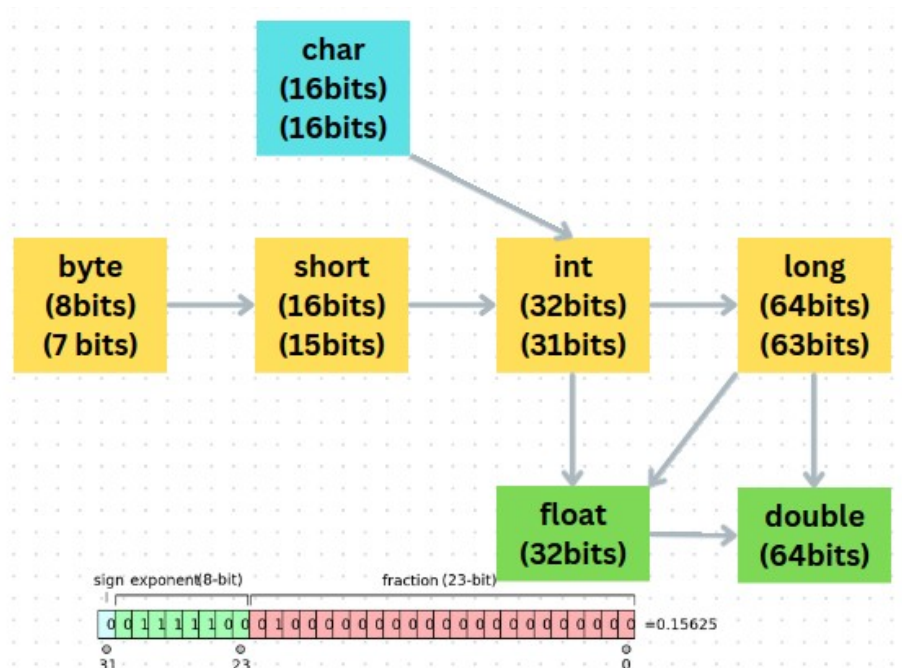 char
(16bits)
(16bits)
byte
(8bits)
(7 bits)
short
(16bits)
(15bits)
int
(32bits)
(31bits)
long
(64bits)
(63bits)
float
(32bits)
double
(64bits)
sign exponent(8-bit) fraction (23-bit)
0 0 1 1 1 1 1 0 0 0 1 0 0 0 0 0 0 0 0 0 0 0 0 0 0 0 0 0 0 0 0 0 =0.15625
31 23 0